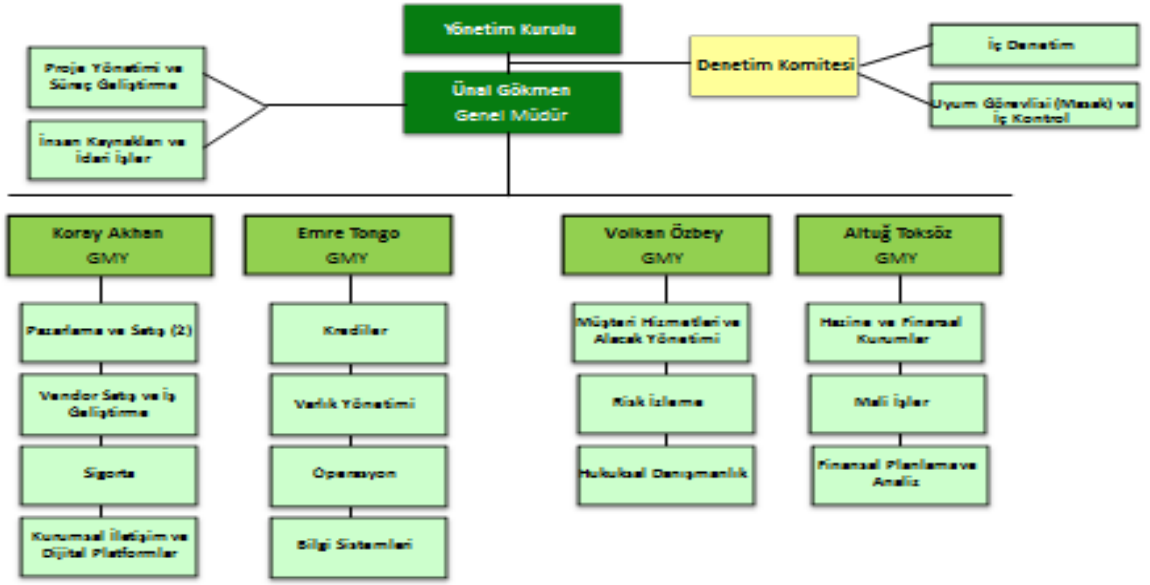 Yönetim Kurulu
Ünal Gökmen
Genel Müdür
Proje Yönetimi ve
Süreç Geliştirme
İnsan Kaynakları ve
İdari İşler
Denetim Komitesi
İç Denetim
Uyum Görevlisi (Masak) ve
İç Kontrol
Koray Akhan
GMY
Pazarlama ve Satış (2)
Vendor Satış ve İş
Geliştirme
Sigorta
Kurumsal İletişim ve
Dijital Platformlar
Emre Tongo
GMY
Krediler
Varlık Yönetimi
Operasyon
Bilgi Sistemleri
Volkan Özbey
GMY
Müşteri Hizmetleri ve
Alacak Yönetimi
Risk İzleme
Hukuksal Danışmanlık
Altuğ Toksöz
GMY
Hazine ve Finansal
Kurumlar
Mali İşler
Finansal Planlama ve
Analiz